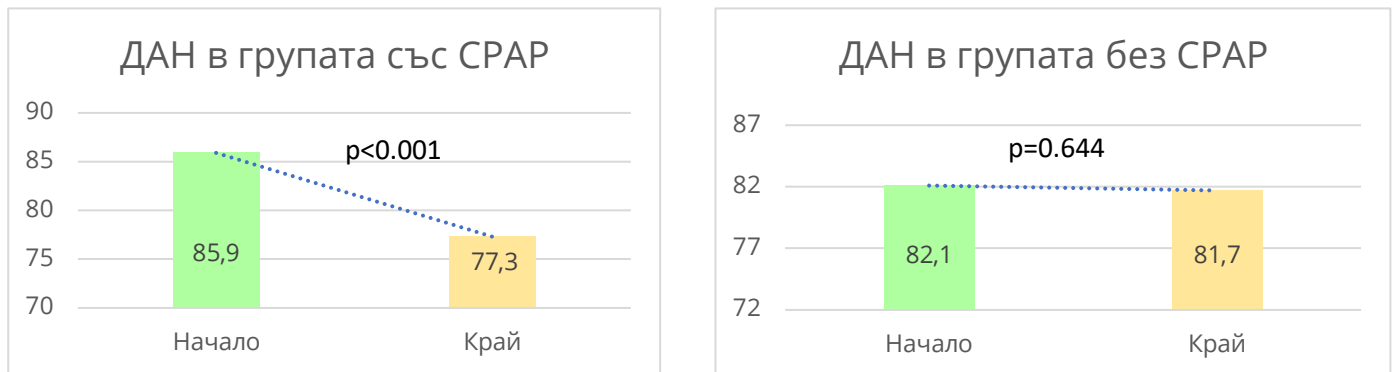 ДАН в групата със CPAP
90
85
80
75
70
p<0.001
85,9
77,3
Начало
Край
ДАН в групата без CPAP
87
82
77
72
p=0.644
82,1
81,7
Начало
Край